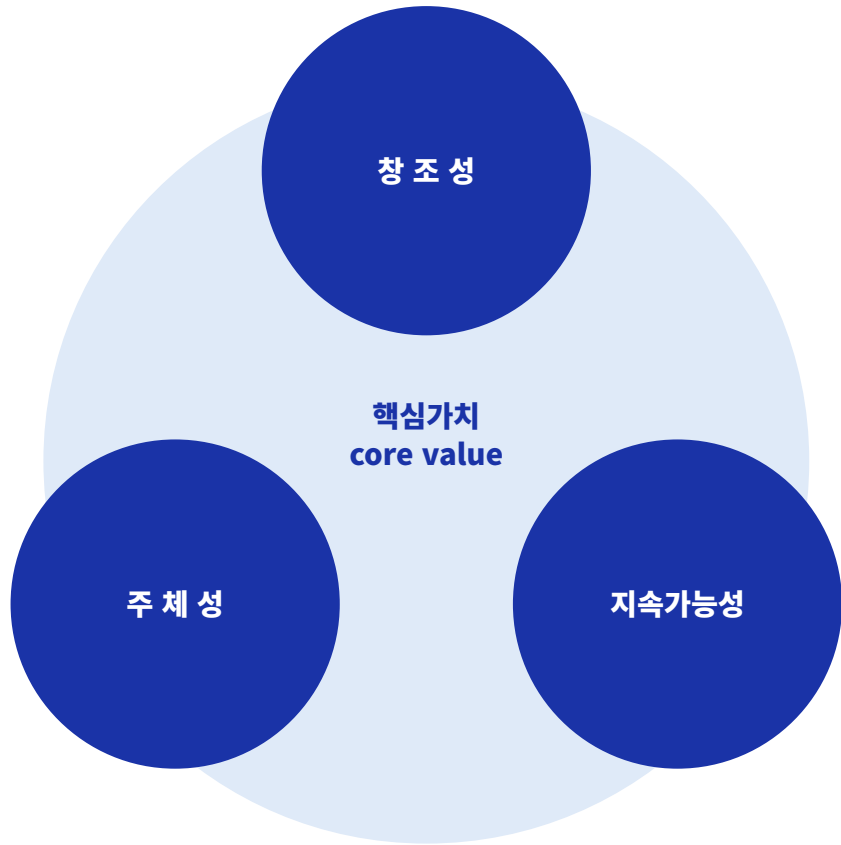 창 조 성
핵심가치
core value
주 체 성
지속가능성